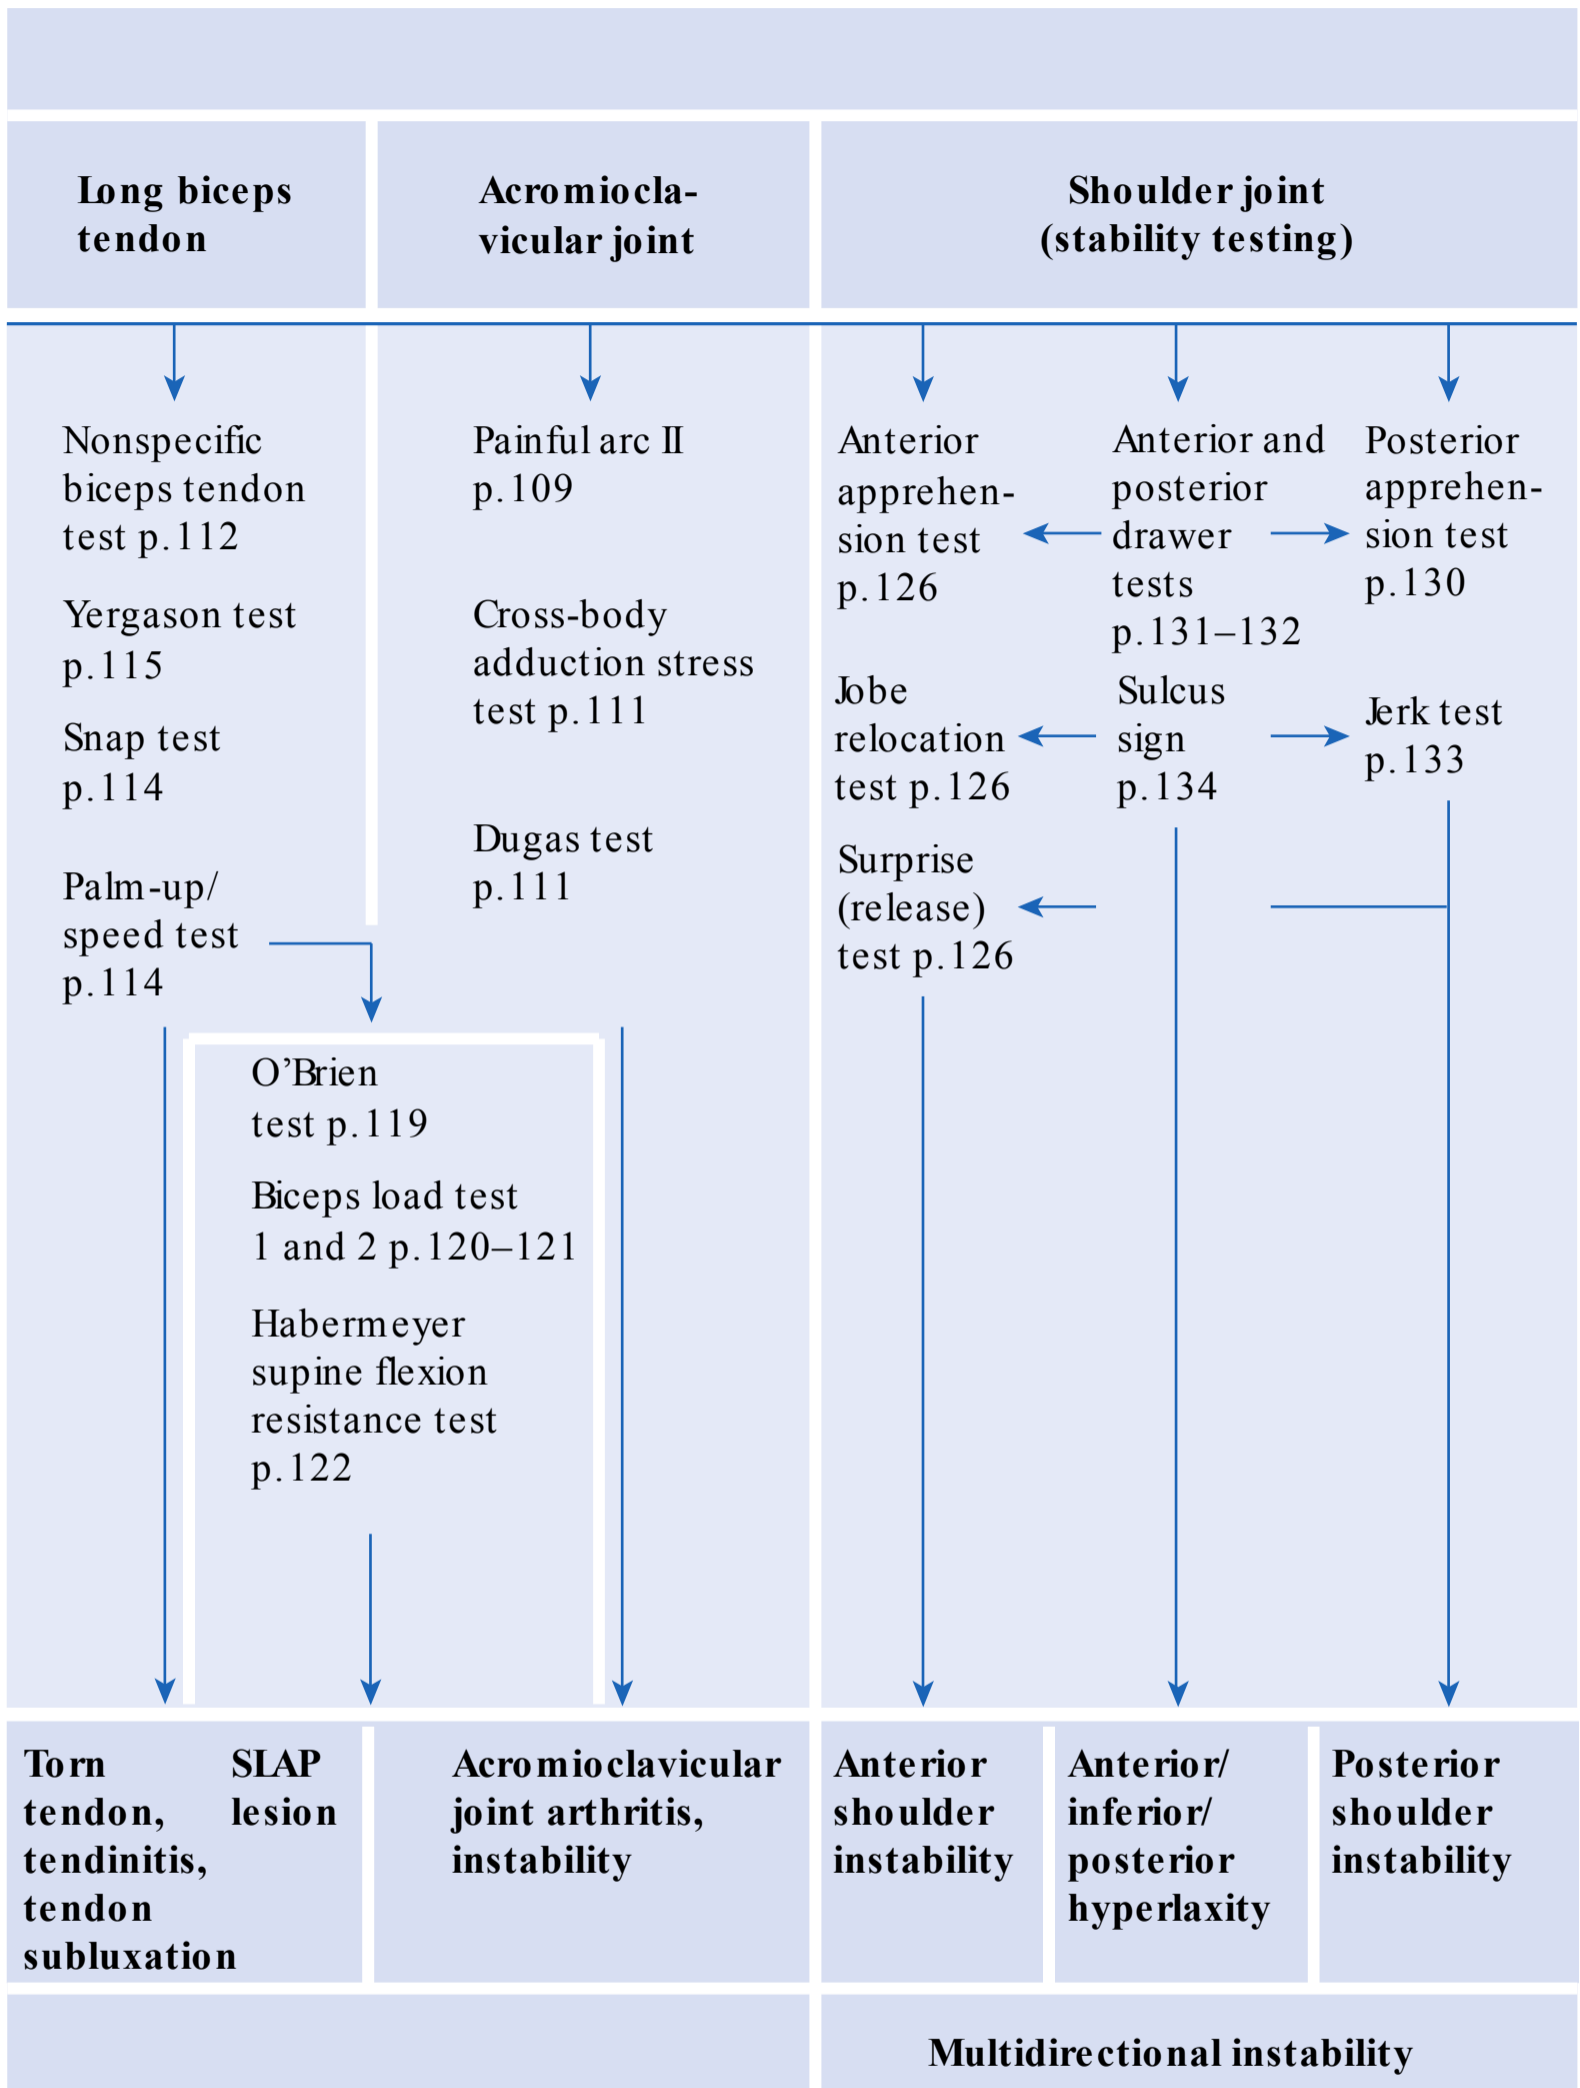 Long biceps
tendon
Acromiocla-
vicular joint
Shoulder joint
(stability testing)
Nonspecific
biceps tendon
test p. 112
Yergason test
p. 115
Snap test
p. 114
Palm-up/
speed test
p. 114
Painful arc II
p. 109
Cross-body
adduction stress
test p. 111
Dugas test
p. 111
O’Brien
test p. 119
Biceps load test
1 and 2 p. 120–121
Habermeyer
supine flexion
resistance test
p. 122
Anterior
apprehen-
sion test
p. 126
Jobe
relocation
test p. 126
Surprise
(release)
test p. 126
Anterior and
posterior
drawer
tests
p. 131–132
Sulcus
sign
p. 134
Posterior
apprehen-
sion test
p. 130
Jerk test
p. 133
Torn
tendon,
tendinitis,
tendon
subluxation
SLAP
lesion
Acromioclavicular
joint arthritis,
instability
Anterior
shoulder
instability
Anterior/
inferior/
posterior
hyperlaxity
Posterior
shoulder
instability
Multidirectional instability